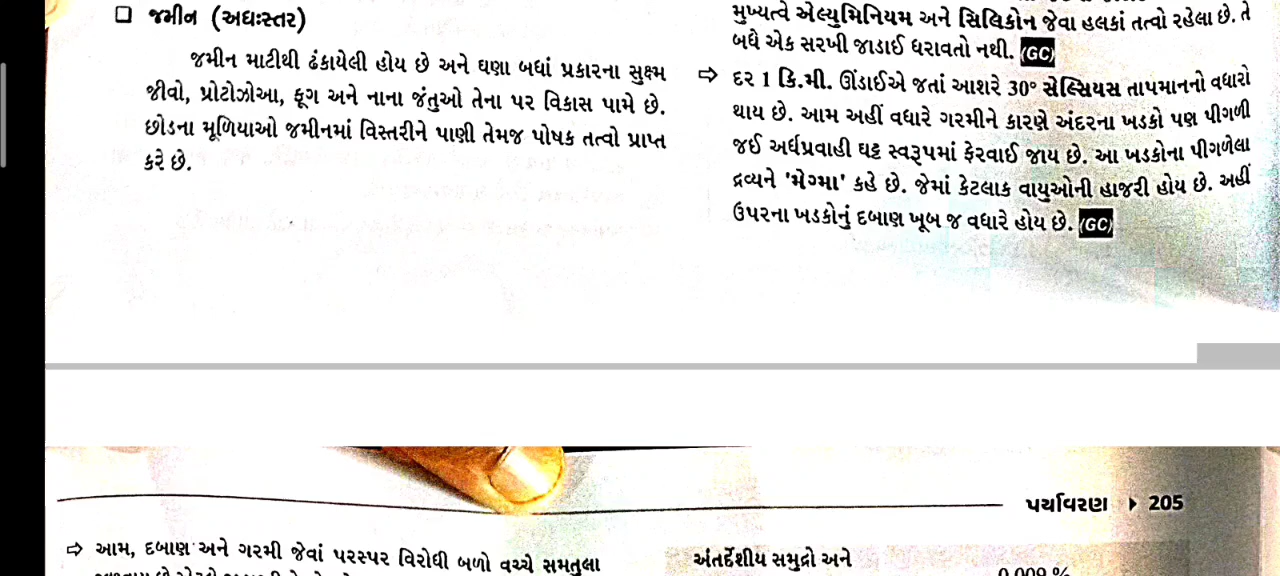 ❑ જમીન (અધઃસ્તર)
જમીન માટીથી ઢંકાયેલી હોય છે અને ઘણા બધાં પ્રકારના સુક્ષ્મ
જીવો, પ્રોટોઝોઆ, ફૂગ અને નાના જંતુઓ તેના પર વિકાસ પામે છે.
છોડના મૂળિયાઓ જમીનમાં વિસ્તરીને પાણી તેમજ પોષક તત્વો પ્રાપ્ત
કરે છે.
મુખ્યત્વે એલ્યુમિનિયમ અને સિલિકોન જેવા હલકાં તત્વો રહેલા છે. તે
બધે એક સરખી જાડાઈ ધરાવતો નથી. (GC)
⇨ દર 1 કિ.મી. ઊંડાઈએ જતાં આશરે 30° સેલ્સિયસ તાપમાનનો વધારો
થાય છે. આમ અહીં વધારે ગરમીને કારણે અંદરના ખડકો પણ પીગળી
જઈ અર્ધપ્રવાહી ઘટ્ટ સ્વરૂપમાં ફેરવાઈ જાય છે. આ ખડકોના પીગળેલા
દ્રવ્યને 'મેગ્મા' કહે છે. જેમાં કેટલાક વાયુઓની હાજરી હોય છે. અહીં
ઉપરના ખડકોનું દબાણ ખૂબ જ વધારે હોય છે. (GC)
પર્યાવરણ ▸ 205
⇨ આમ, દબાણ અને ગરમી જેવાં પરસ્પર વિરોધી બળો વચ્ચે સમતુલા
અંતર્દેશીય સમુદ્રો અને
0.009 %